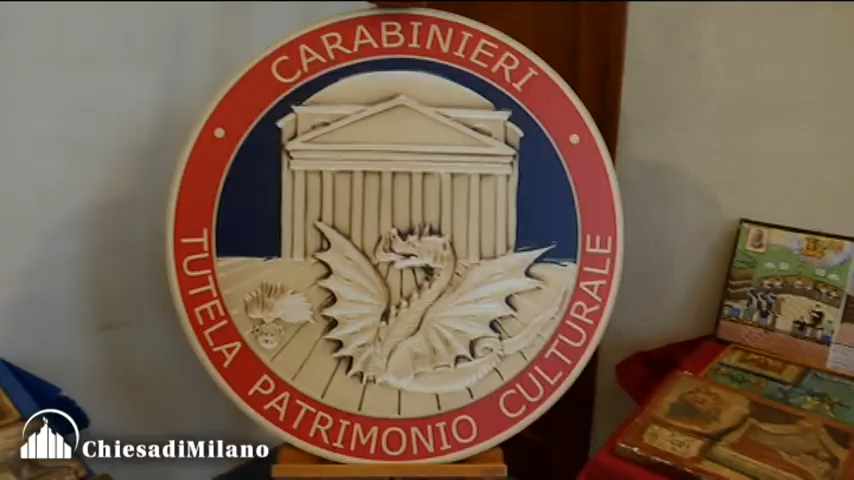 CARABINIERI
TUTELA PATRIMONIO CULTURALE
ChiesadiMilano